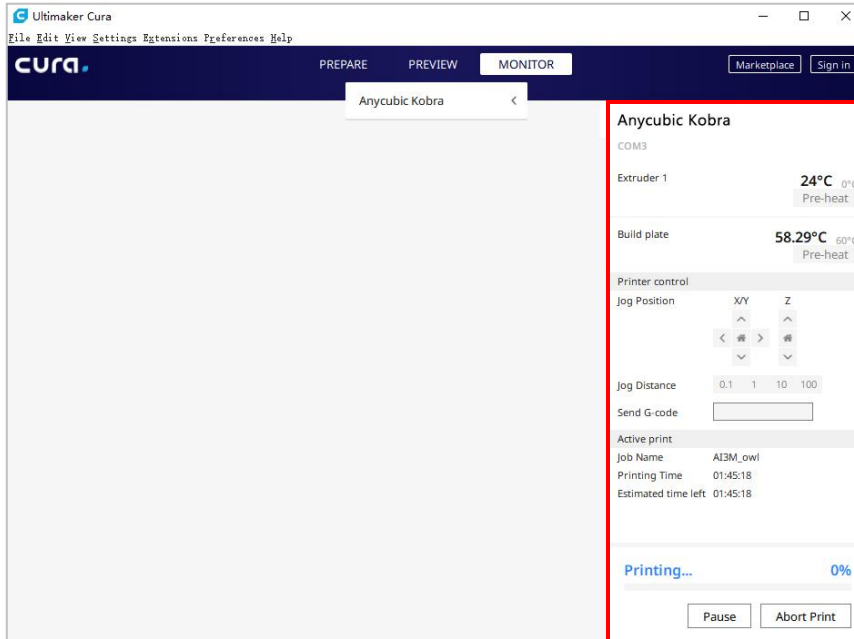 Ultimaker Cura
File Edit View Settings Extensions Preferences Help
cura.
PREPARE PREVIEW MONITOR Marketplace Sign in
Anycubic Kobra
Anycubic Kobra
COM3
Extruder 1 24°C 0°C
Pre-heat
Build plate 58.29°C 60°C
Pre-heat
Printer control
Jog Position X/Y Z
Jog Distance 0.1 1 10 100
Send G-code
Active print
Job Name AI3M_owl
Printing Time 01:45:18
Estimated time left 01:45:18
Printing... 0%
Pause Abort Print